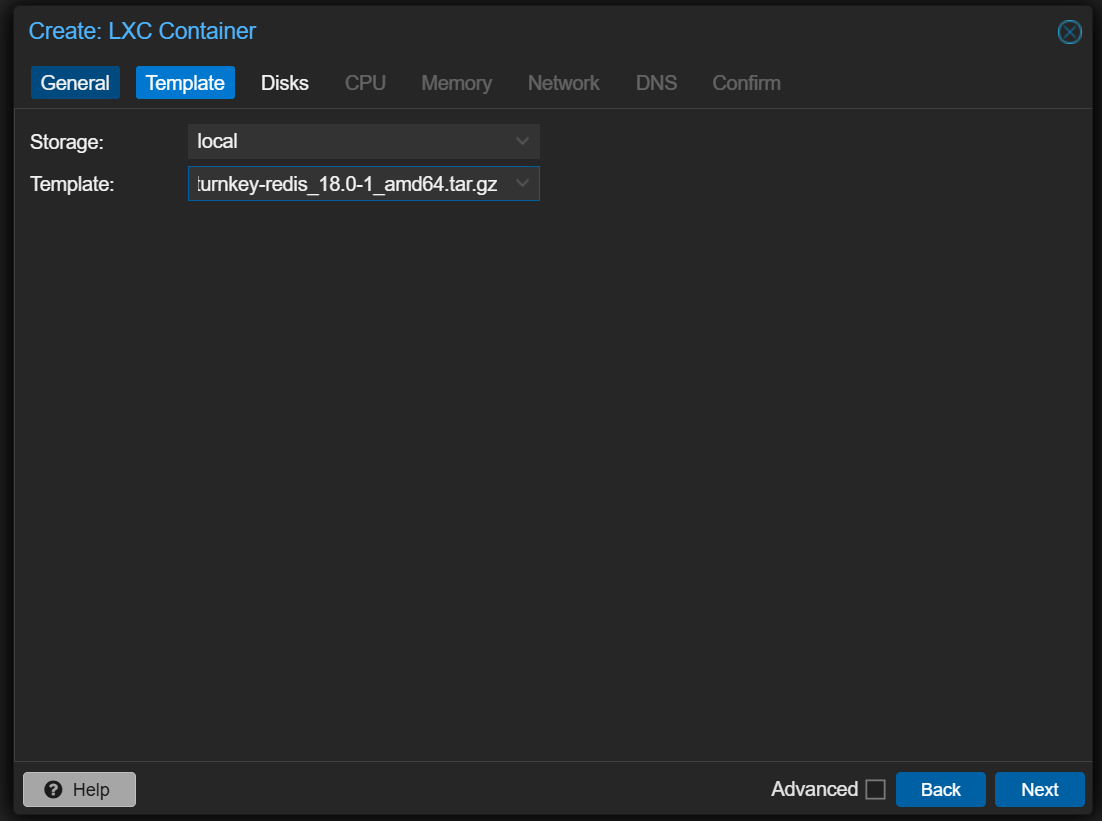 Create: LXC Container
General Template Disks CPU Memory Network DNS Confirm
Storage: local
Template: turnkey-redis_18.0-1_amd64.tar.gz
Help Advanced Back Next